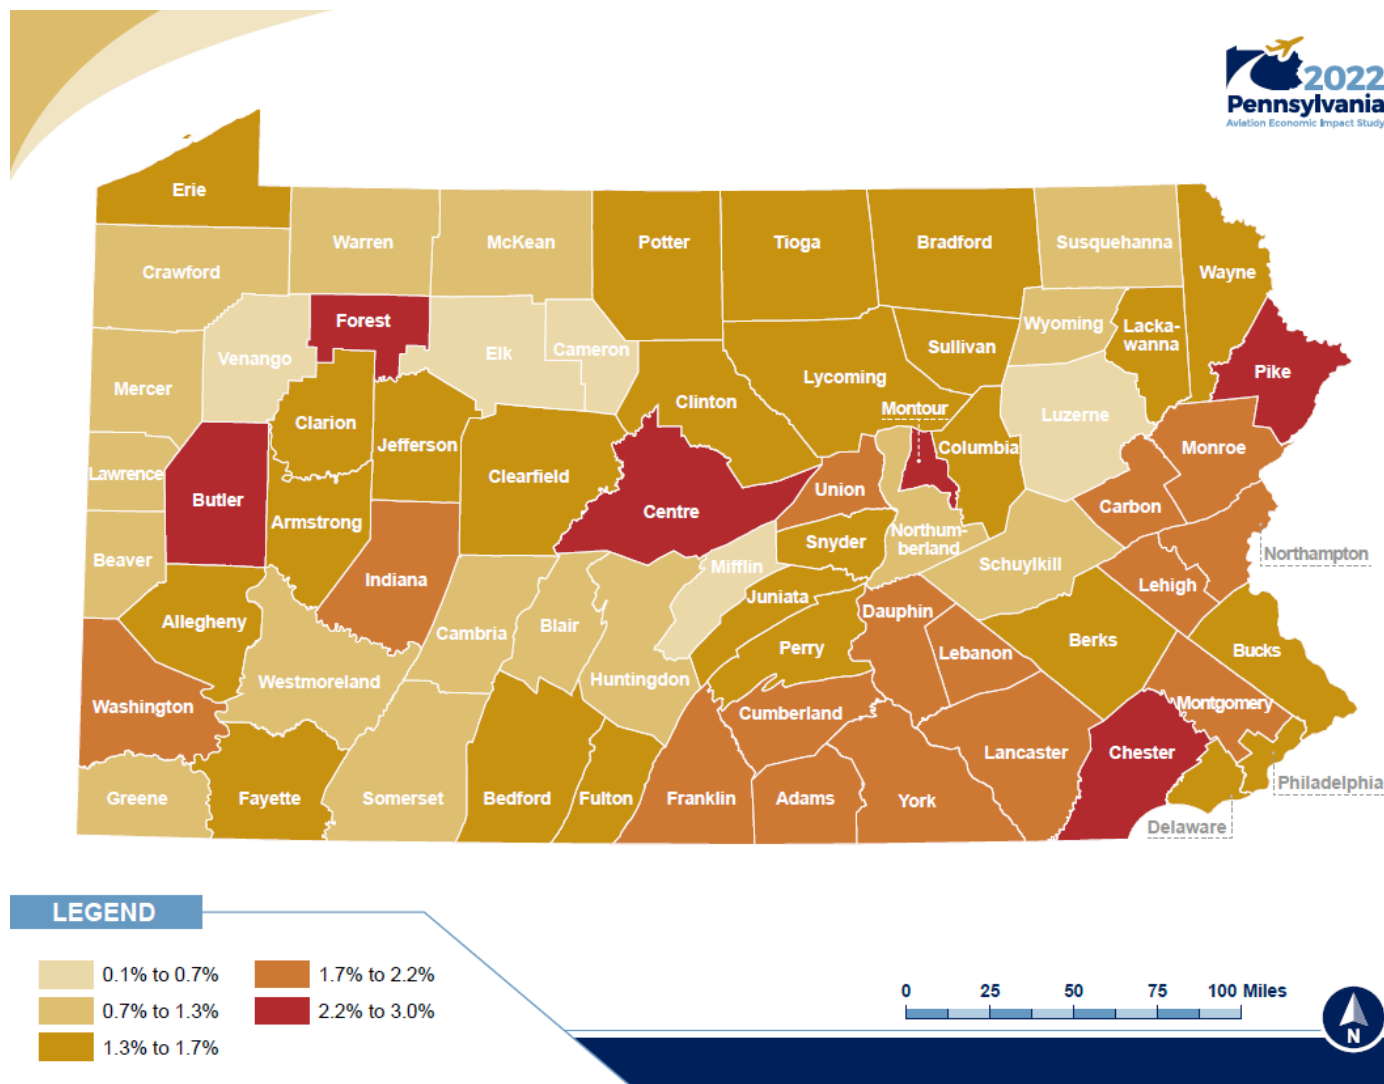 2022
Pennsylvania
Aviation Economic Impact Study
Erie
Warren
McKean
Potter
Tioga
Bradford
Susquehanna
Wayne
Crawford
Forest
Venango
Elk
Cameron
Wyoming
Lacka-
wanna
Sullivan
Pike
Mercer
Clinton
Lycoming
Montour
Luzerne
Clarion
Jefferson
Columbia
Monroe
Lawrence
Clearfield
Butler
Centre
Union
Carbon
Armstrong
Snyder
Northum-
berland
Northampton
Beaver
Indiana
Mifflin
Schuylkill
Lehigh
Juniata
Allegheny
Cambria
Blair
Dauphin
Berks
Perry
Lebanon
Bucks
Westmoreland
Huntingdon
Washington
Cumberland
Montgomery
Lancaster
Chester
Philadelphia
Greene
Fayette
Somerset
Bedford
Fulton
Franklin
Adams
York
Delaware
LEGEND
0.1% to 0.7%
0.7% to 1.3%
1.3% to 1.7%
1.7% to 2.2%
2.2% to 3.0%
0 25 50 75 100 Miles
N